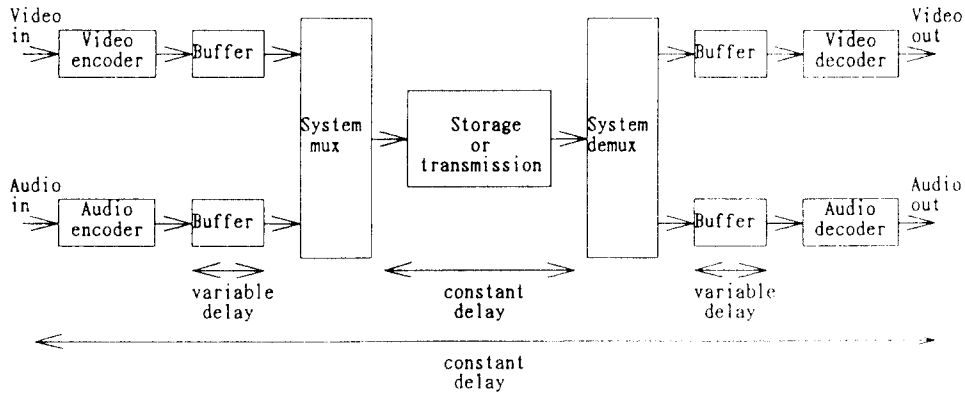 Video
in
Video
encoder
Buffer
System
mux
Storage
or
transmission
System
demux
Buffer
Video
decoder
Video
out
Audio
in
Audio
encoder
Buffer
Buffer
Audio
decoder
Audio
out
variable
delay
constant
delay
variable
delay
constant
delay